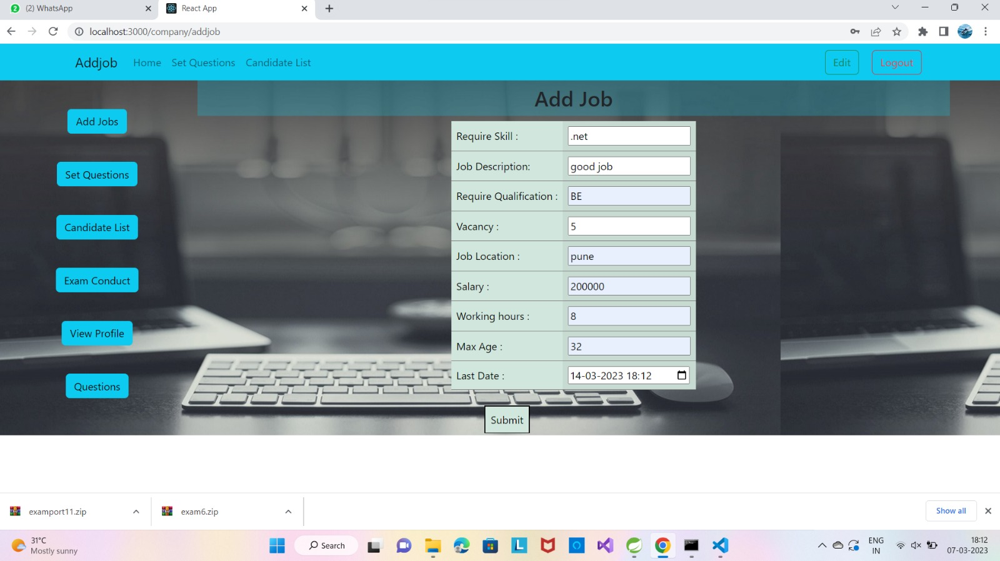 2 (2) WhatsApp
React App
localhost:3000/company/addjob
Addjob Home Set Questions Candidate List Edit Logout
Add Job
Add Jobs
Set Questions
Candidate List
Exam Conduct
View Profile
Questions
Require Skill : .net
Job Description: good job
Require Qualification : BE
Vacancy : 5
Job Location : pune
Salary : 200000
Working hours : 8
Max Age : 32
Last Date : 14-03-2023 18:12
Submit
examport11.zip
exam6.zip
Show all
31°C
Mostly sunny
Search
L
ENG
IN
18:12
07-03-2023